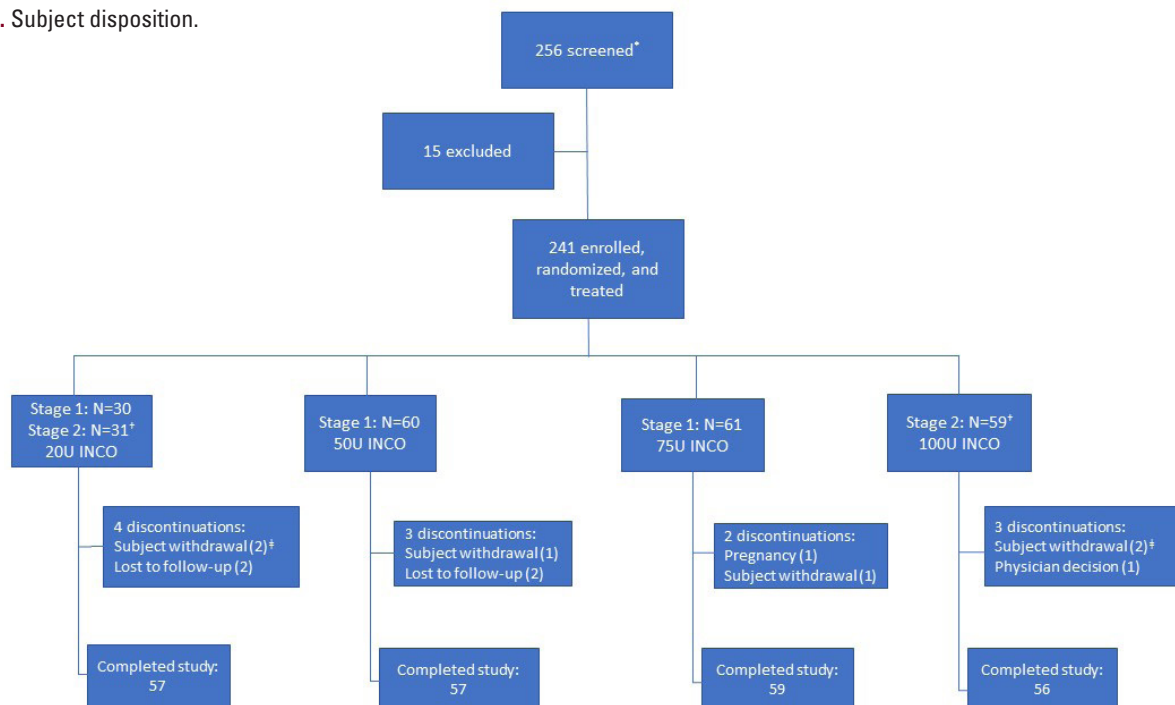 . Subject disposition.
256 screened*
15 excluded
241 enrolled,
randomized, and
treated
Stage 1: N=30
Stage 2: N=31†
20U INCO
Stage 1: N=60
50U INCO
Stage 1: N=61
75U INCO
Stage 2: N=59†
100U INCO
4 discontinuations:
Subject withdrawal (2)‡
Lost to follow-up (2)
3 discontinuations:
Subject withdrawal (1)
Lost to follow-up (2)
2 discontinuations:
Pregnancy (1)
Subject withdrawal (1)
3 discontinuations:
Subject withdrawal (2)‡
Physician decision (1)
Completed study:
57
Completed study:
57
Completed study:
59
Completed study:
56